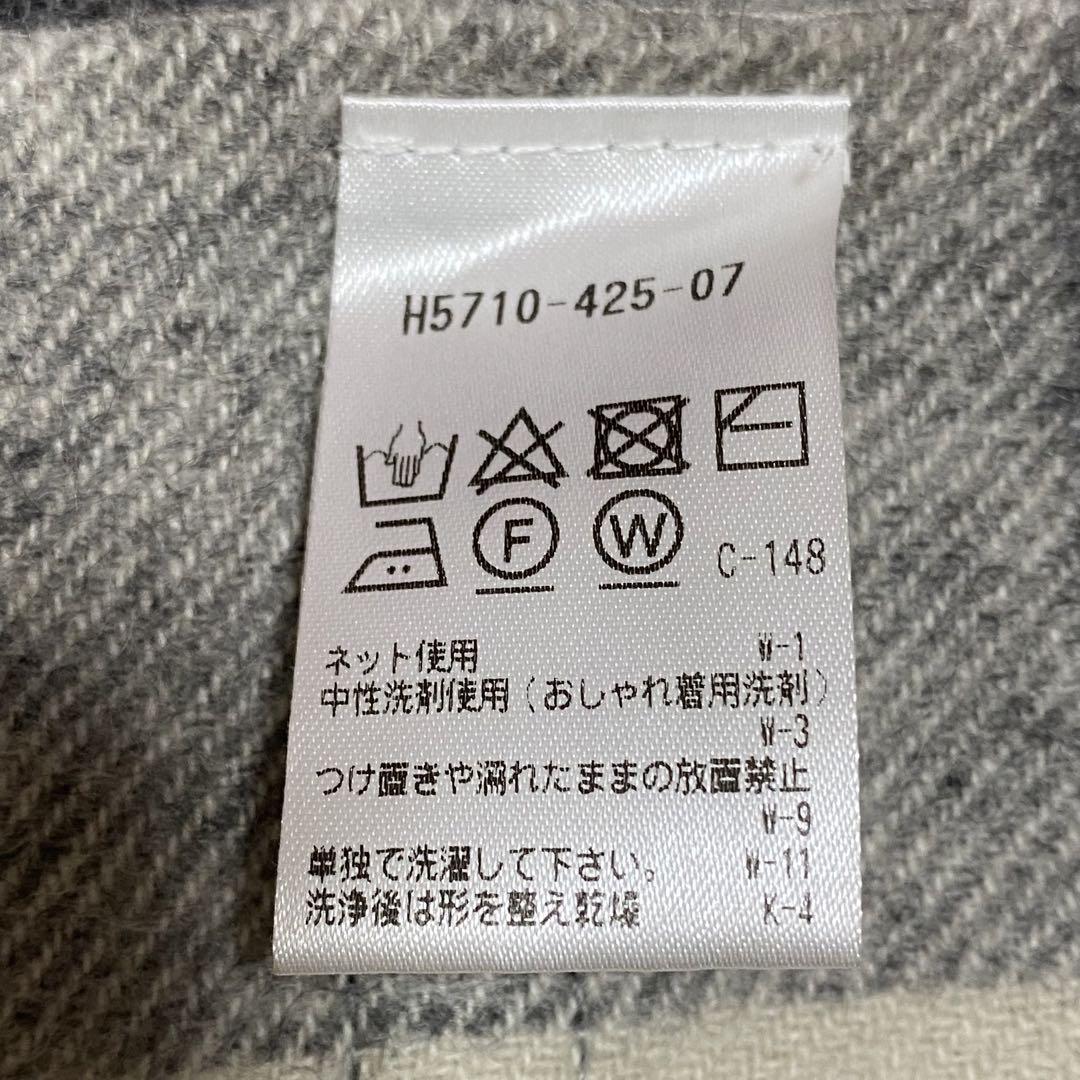 H5710-425-07
F W C-148
ネット使用 W-1
中性洗剤使用(おしゃれ着用洗剤)
W-3
つけ置きや濡れたままの放置禁止
W-9
単独で洗濯して下さい。 W-11
洗浄後は形を整え乾燥 K-4